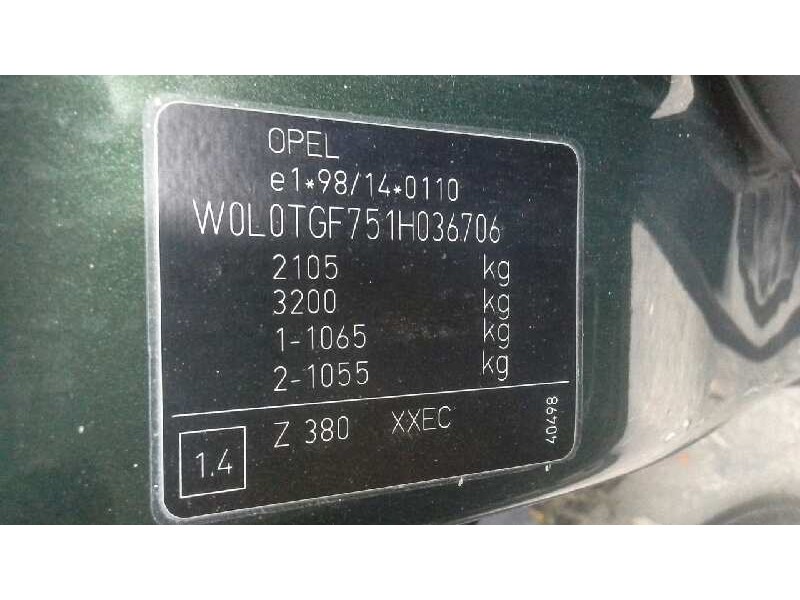 OPEL
e1*98/14*0110
W0L0TGF751H036706
2105 kg
3200 kg
1-1065 kg
2-1055 kg
1.4 Z 380 XXEC 40498